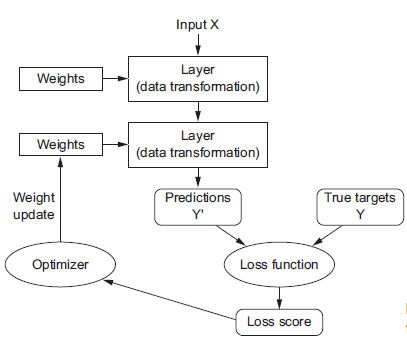 Input X
Weights
Layer
(data transformation)
Weights
Layer
(data transformation)
Weight
update
Predictions
Y'
True targets
Y
Optimizer
Loss function
Loss score